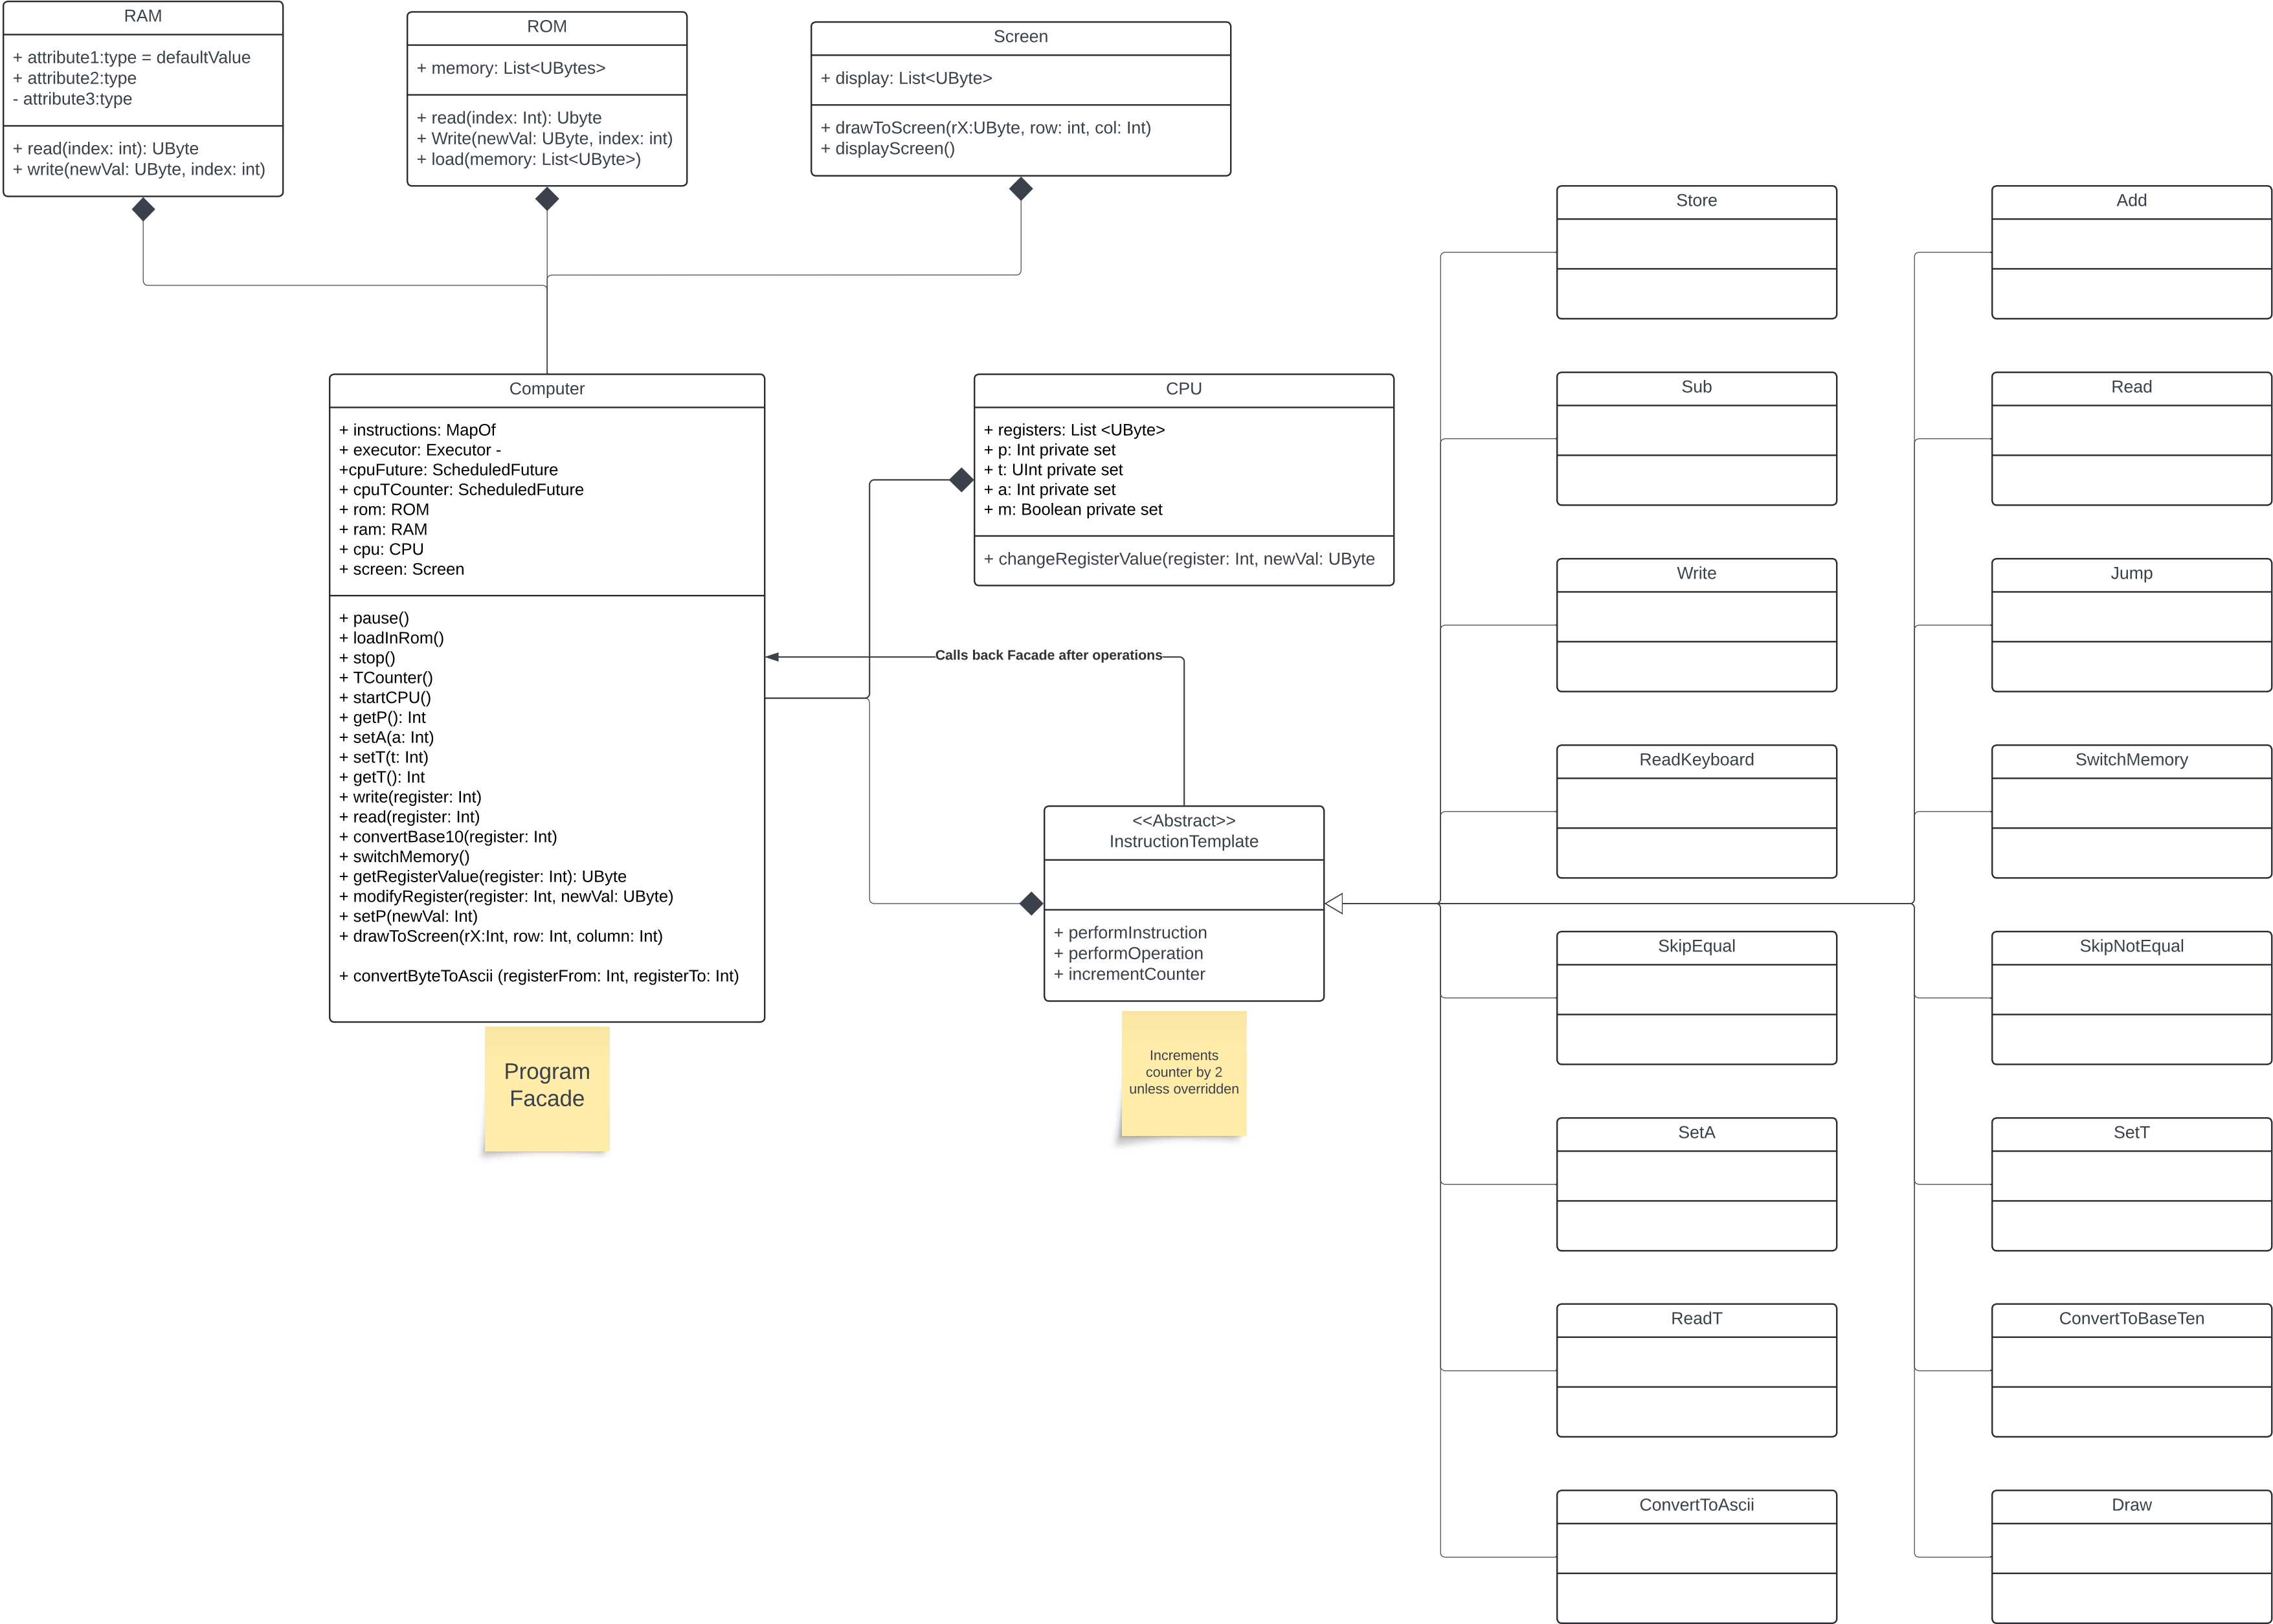 RAM
+ attribute1:type = defaultValue
+ attribute2:type
- attribute3:type
+ read(index: int): UByte
+ write(newVal: UByte, index: int)
ROM
+ memory: List<UBytes>
+ read(index: Int): Ubyte
+ Write(newVal: UByte, index: int)
+ load(memory: List<UByte>)
Screen
+ display: List<UByte>
+ drawToScreen(rX:UByte, row: int, col: Int)
+ displayScreen()
Computer
+ instructions: MapOf
+ executor: Executor -
+cpuFuture: ScheduledFuture
+ cpuTCounter: ScheduledFuture
+ rom: ROM
+ ram: RAM
+ cpu: CPU
+ screen: Screen
+ pause()
+ loadInRom()
+ stop()
+ TCounter()
+ startCPU()
+ getP(): Int
+ setA(a: Int)
+ setT(t: Int)
+ getT(): Int
+ write(register: Int)
+ read(register: Int)
+ convertBase10(register: Int)
+ switchMemory()
+ getRegisterValue(register: Int): UByte
+ modifyRegister(register: Int, newVal: UByte)
+ setP(newVal: Int)
+ drawToScreen(rX:Int, row: Int, column: Int)
+ convertByteToAscii (registerFrom: Int, registerTo: Int)
Program
Facade
CPU
+ registers: List <UByte>
+ p: Int private set
+ t: UInt private set
+ a: Int private set
+ m: Boolean private set
+ changeRegisterValue(register: Int, newVal: UByte
Calls back Facade after operations
<<Abstract>>
InstructionTemplate
+ performInstruction
+ performOperation
+ incrementCounter
Increments
counter by 2
unless overridden
Store
Add
Sub
Read
Write
Jump
ReadKeyboard
SwitchMemory
SkipEqual
SkipNotEqual
SetA
SetT
ReadT
ConvertToBaseTen
ConvertToAscii
Draw